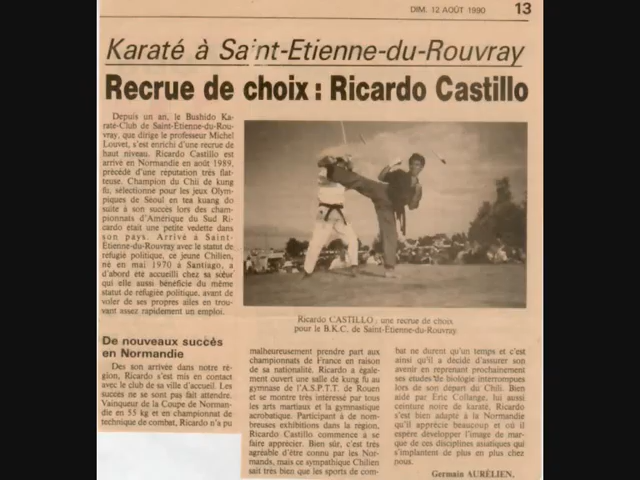 DIM. 12 AOÛT 1990
13
Karaté à Saint-Etienne-du-Rouvray
Recrue de choix : Ricardo Castillo
Depuis un an, le Bushido Ka-
raté-Club de Saint-Étienne-du-Rou-
vray, que dirige le professeur Michel
Louvet, s'est enrichi d'une recrue de
haut niveau. Ricardo Castillo est
arrivé en Normandie en août 1989,
précédé d'une réputation très flat-
teuse. Champion du Chili de kung
fu, sélectionné pour les jeux Olym-
piques de Séoul en tea kuang do
suite à son succès lors des cham-
pionnats d'Amérique du Sud Ri-
cardo était une petite vedette dans
son pays. Arrivé à Saint-
Étienne-du-Rouvray avec le statut de
réfugié politique, ce jeune Chilien,
né en mai 1970 à Santiago, a
d'abord été accueilli chez sa sœur
qui elle aussi bénéficie du même
statut de réfugiée politique, avant de
voler de ses propres ailes en trou-
vant assez rapidement un emploi.
Ricardo CASTILLO : une recrue de choix
pour le B.K.C. de Saint-Etienne-du-Rouvray.
De nouveaux succès
en Normandie
Dès son arrivée dans notre ré-
gion, Ricardo s'est mis en contact
avec le club de sa ville d'accueil. Les
succès ne se sont pas fait attendre.
Vainqueur de la Coupe de Norman-
die en 55 kg et en championnat de
technique de combat, Ricardo n'a pu
malheureusement prendre part aux
championnats de France en raison
de sa nationalité. Ricardo a égale-
ment ouvert une salle de kung fu au
gymnase de l'A.S.P.T.T. de Rouen
et se montre très intéressé par tous
les arts martiaux et la gymnastique
acrobatique. Participant à de nom-
breuses exhibitions dans la région,
Ricardo Castillo commence à se
faire apprécier. Bien sûr, c'est très
agréable d'être connu par les Nor-
mands, mais ce sympathique Chilien
sait très bien que les sports de com-
bat ne durent qu'un temps et c'est
ainsi qu'il a décidé d'assurer son
avenir en reprenant prochainement
ses études de biologie interrompues
lors de son départ du Chili. Bien
aidé par Eric Collange, lui aussi
ceinture noire de karaté, Ricardo
s'est bien adapté à la Normandie
qu'il apprécie beaucoup et où il
espère développer l'image de mar-
que de ces disciplines asiatiques qui
s'implantent de plus en plus chez
nous.
Germain AURÉLIEN.